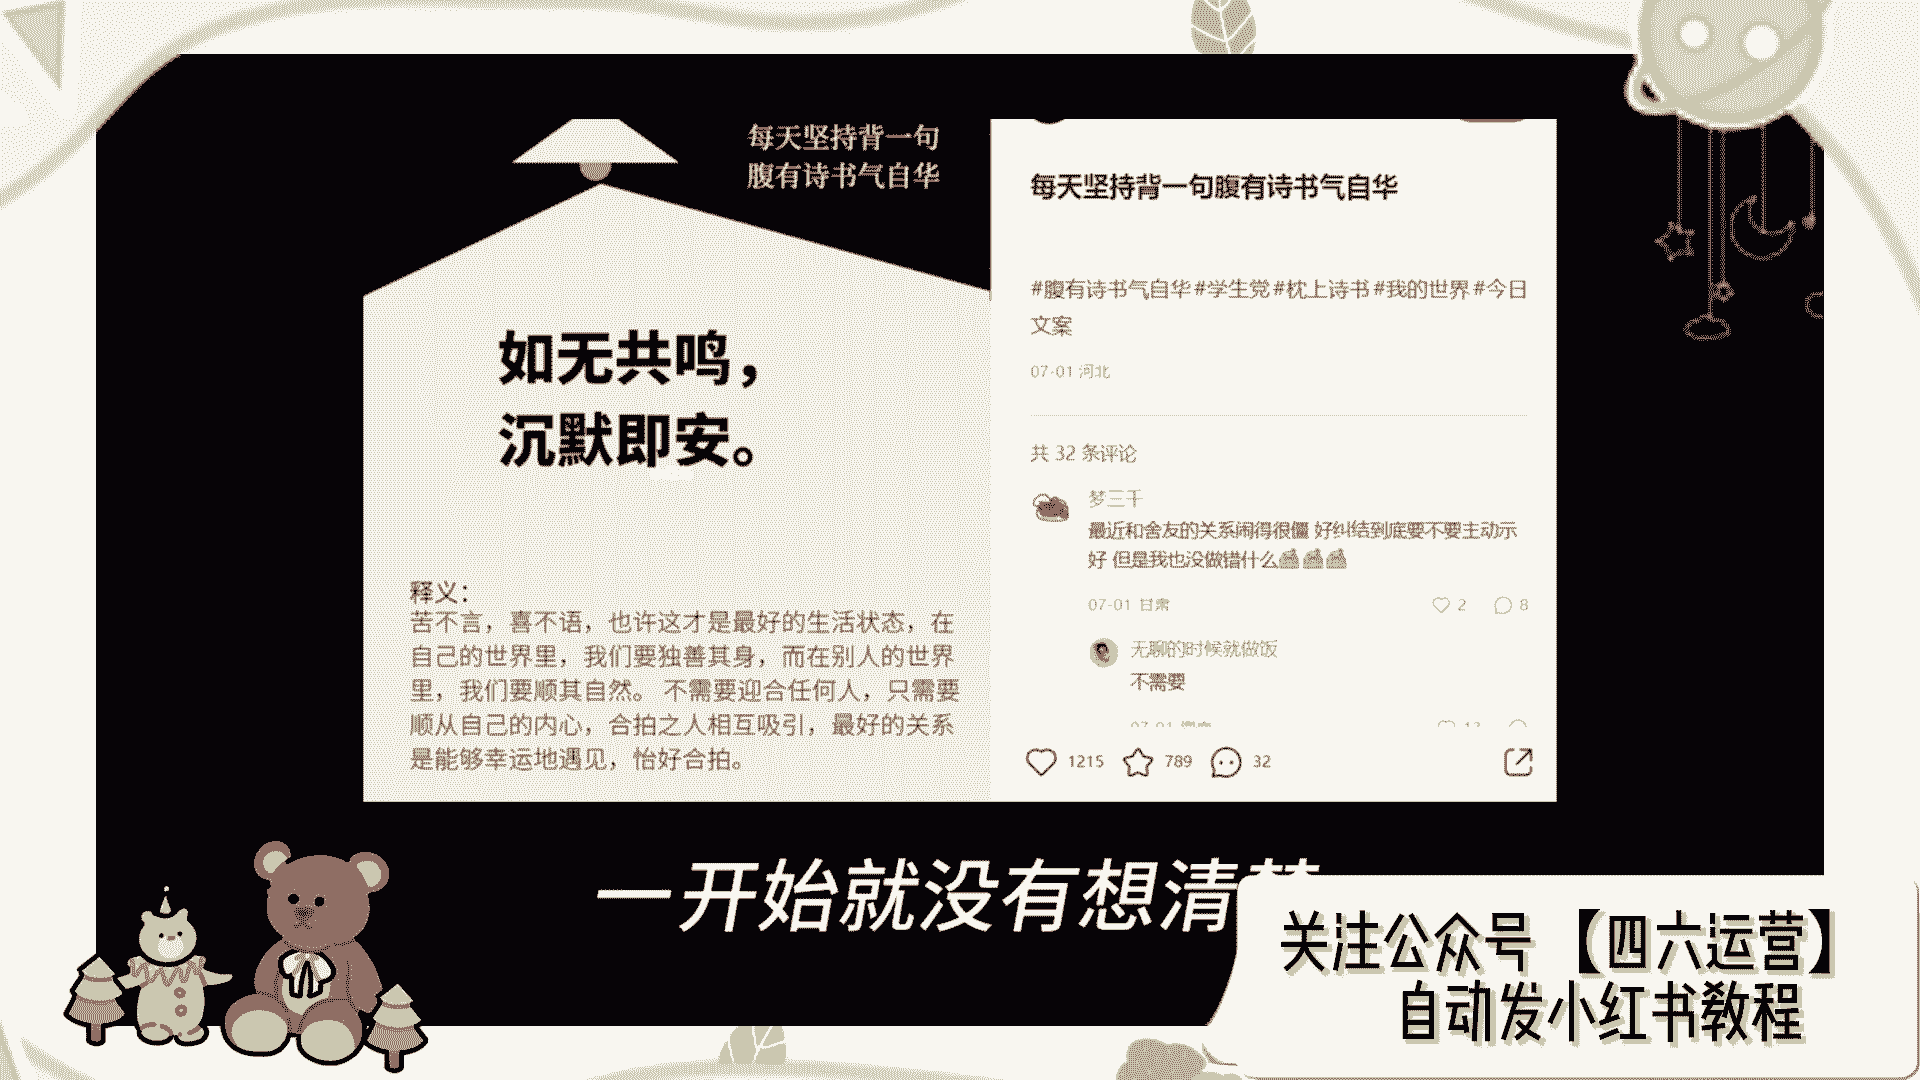 每天坚持背一句
腹有诗书气自华
如无共鸣，
沉默即安。
释义：
苦不言，喜不语，也许这才是最好的生活状态，在
自己的世界里，我们要独善其身，而在别人的世界
里，我们要顺其自然。 不需要迎合任何人，只需要
顺从自己的内心，合拍之人相互吸引，最好的关系
是能够幸运地遇见，恰好合拍。
每天坚持背一句腹有诗书气自华
#腹有诗书气自华#学生党#枕上诗书#我的世界#今日
文案
07-01 河北
共 32 条评论
梦三千
最近和舍友的关系闹得很僵 好纠结到底要不要主动示
好 但是我也没做错什么
07-01 甘肃
2 8
无聊的时候就做饭
不需要
1215 789 32
一开始就没有想清
关注公众号 【四六运营】
自动发小红书教程